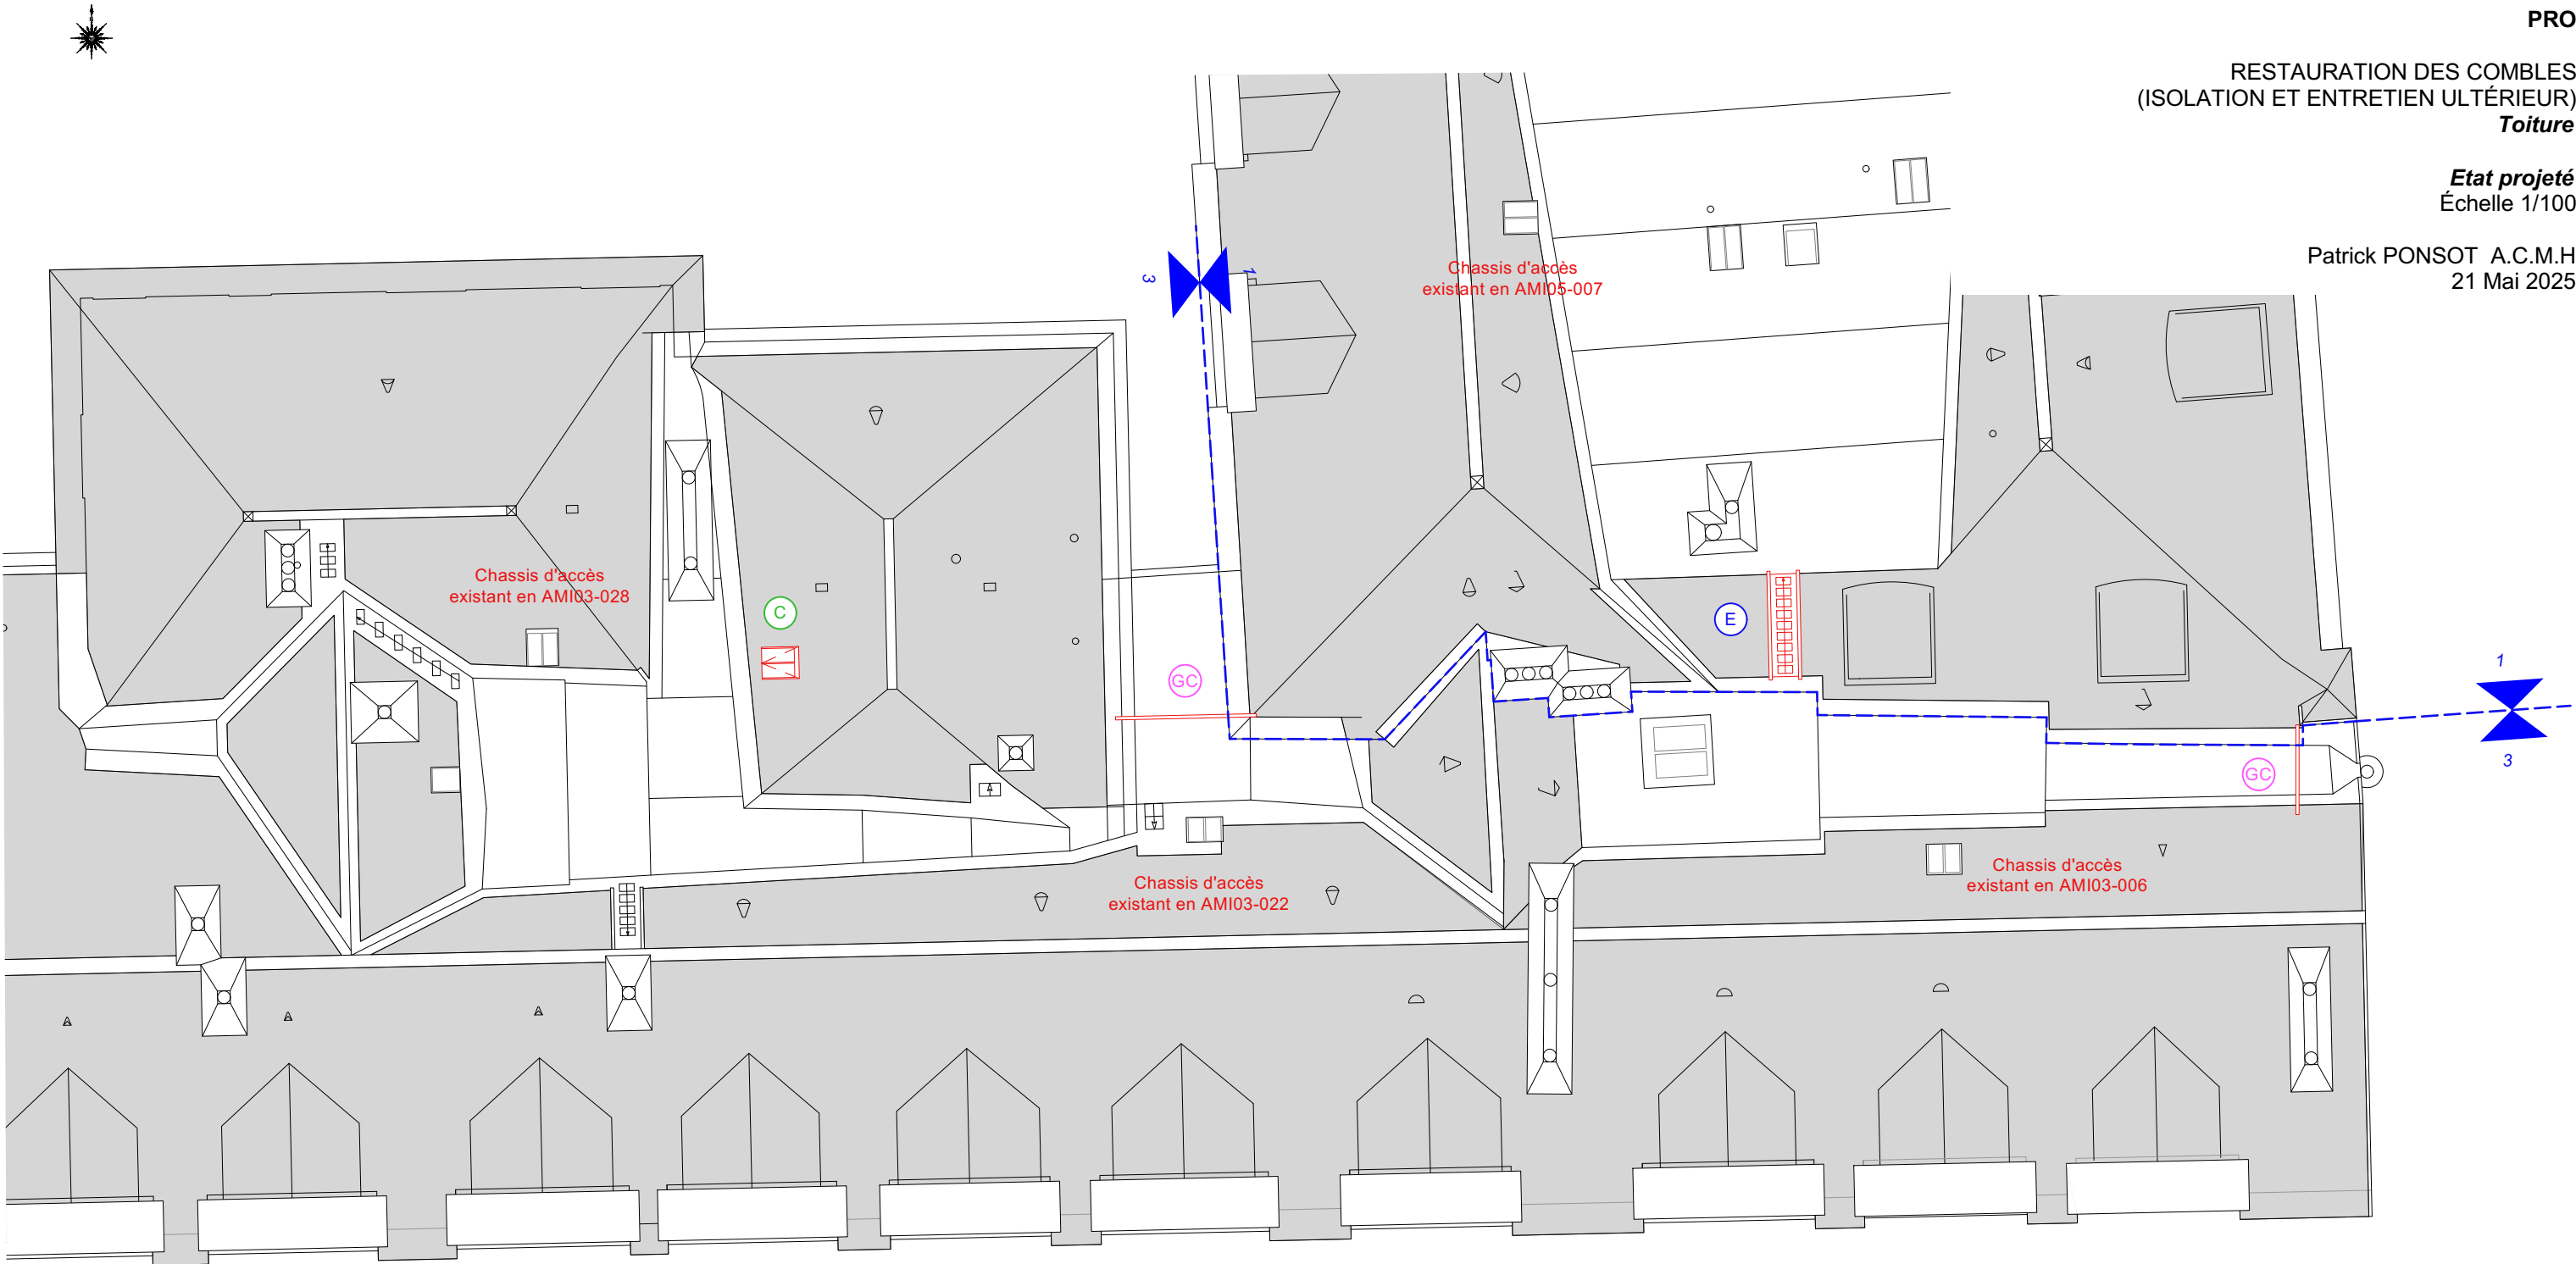 PRO
RESTAURATION DES COMBLES
(ISOLATION ET ENTRETIEN ULTÉRIEUR)
Toiture
Etat projeté
Échelle 1/100
Patrick PONSOT A.C.M.H
21 Mai 2025
3
1
Chassis d'accès
existant en AMI05-007
Chassis d'accès
existant en AMI03-028
C
E
GC
1
3
GC
Chassis d'accès
existant en AMI03-022
Chassis d'accès
existant en AMI03-006